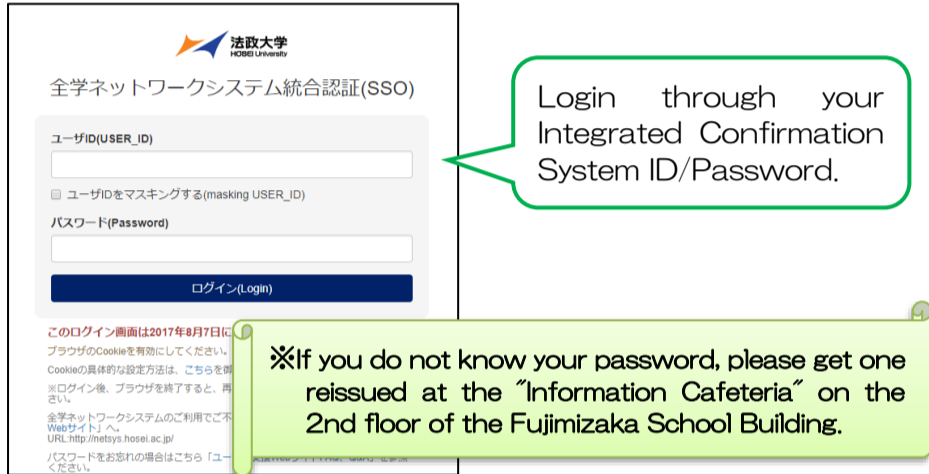 法政大学
HOSEI University
全学ネットワークシステム統合認証(SSO)
ユーザID(USER_ID)
ユーザIDをマスキングする(masking USER_ID)
パスワード(Password)
ログイン(Login)
このログイン画面は2017年8月7日に
ブラウザのCookieを有効にしてください。
Cookieの具体的な設定方法は、こちらを御
※ログイン後、ブラウザを終了すると、再
さい。
全学ネットワークシステムのご利用でご不
Webサイト」へ。
URL:http://netsys.hosei.ac.jp/
パスワードをお忘れの場合はこちら「ユー
ください。
Login through your
Integrated Confirmation
System ID/Password.
※If you do not know your password, please get one
reissued at the "Information Cafeteria" on the
2nd floor of the Fujimizaka School Building.